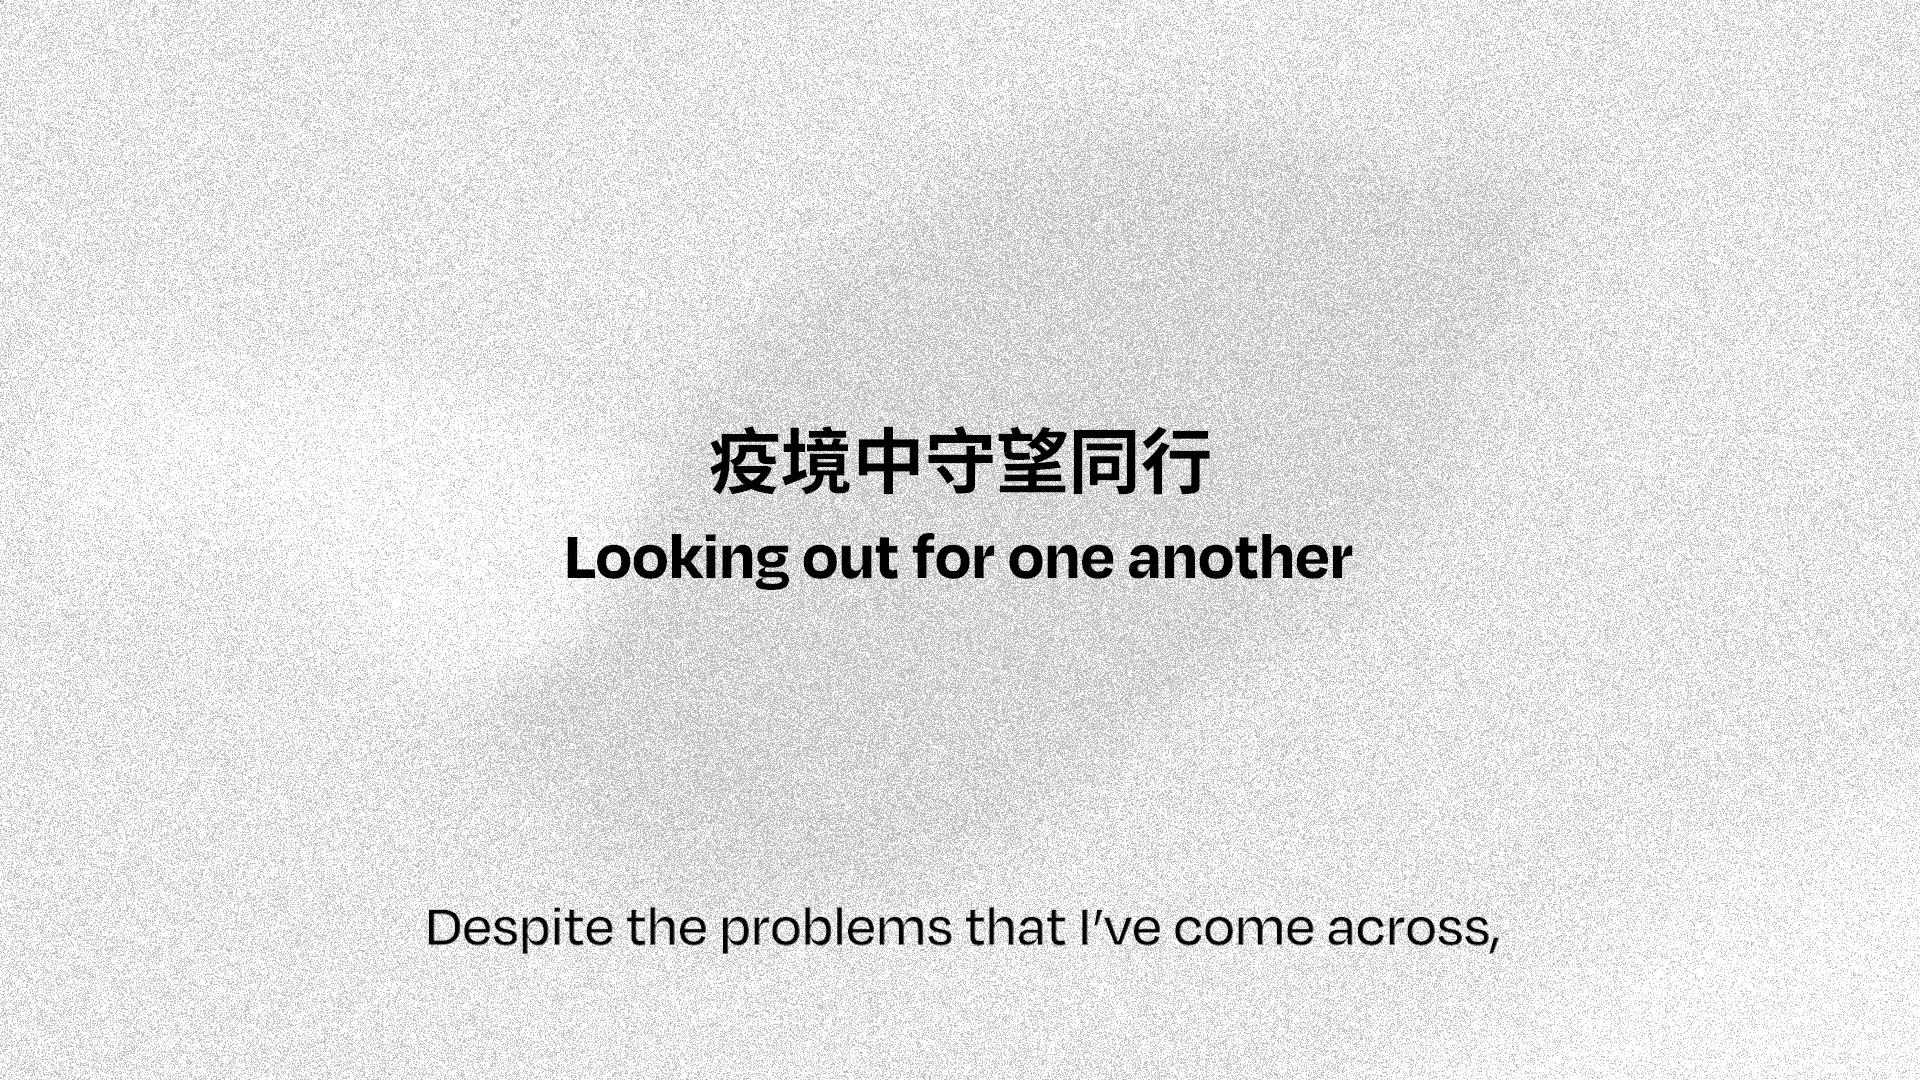 疫境中守望同行
Looking out for one another
Despite the problems that I’ve come across,